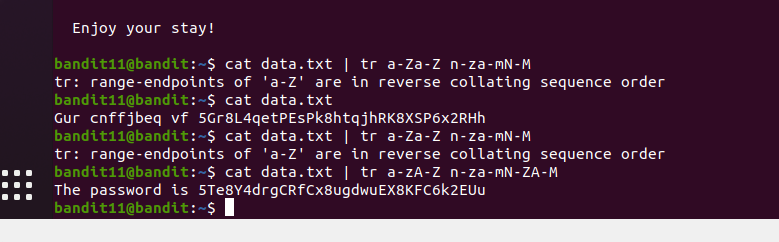 Enjoy your stay!
bandit11@bandit:~$ cat data.txt | tr a-Za-Z n-za-mN-M
tr: range-endpoints of 'a-Z' are in reverse collating sequence order
bandit11@bandit:~$ cat data.txt
Gur cnffjbeq vf 5Gr8L4qetPEsPk8htqjhRK8XSP6x2RHh
bandit11@bandit:~$ cat data.txt | tr a-Za-Z n-za-mN-M
tr: range-endpoints of 'a-Z' are in reverse collating sequence order
bandit11@bandit:~$ cat data.txt | tr a-zA-Z n-za-mN-ZA-M
The password is 5Te8Y4drgCRfCx8ugdwuEX8KFC6k2EUu
bandit11@bandit:~$